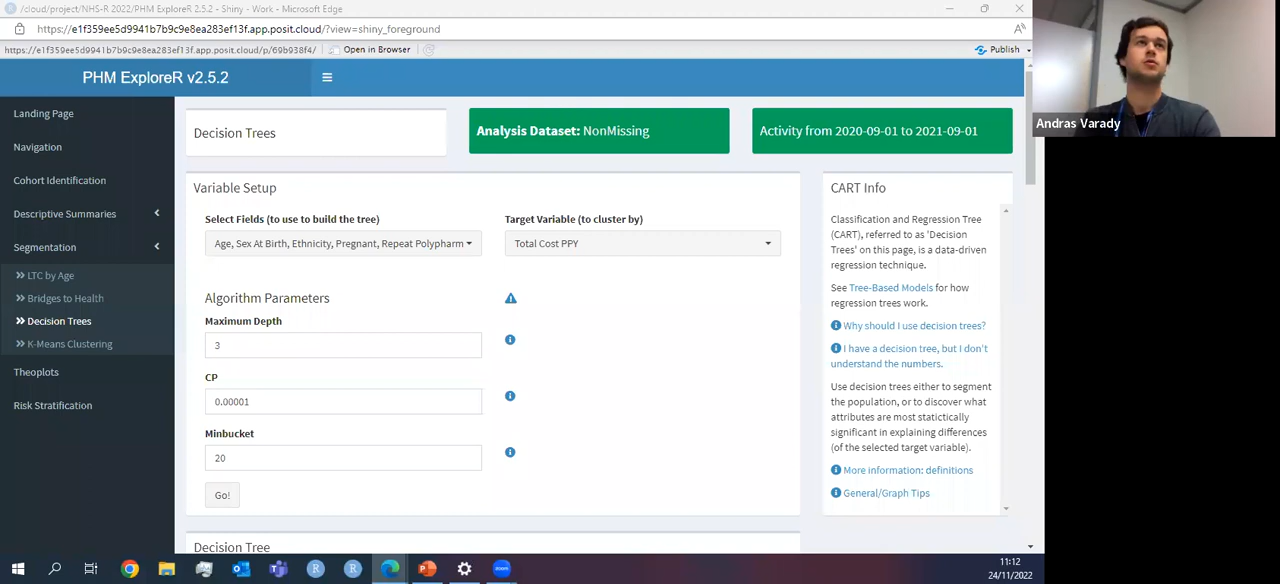 /cloud/project/NHS-R 2022/PHM ExploreR v2.5.2 - Shiny - Work - Microsoft Edge
https://e1f359ee5d9941b7b9c9e8ea283ef13f.app.posit.cloud/?view=shiny_foreground
https://e1f359ee5d9941b7b9c9e8ea283ef13f.app.posit.cloud/p/69b938f4/ Open in Browser Publish
PHM ExploreR v2.5.2
Landing Page
Navigation
Cohort Identification
Descriptive Summaries
Segmentation
LTC by Age
Bridges to Health
Decision Trees
K-Means Clustering
Theoplots
Risk Stratification
Decision Trees
Analysis Dataset: NonMissing
Activity from 2020-09-01 to 2021-09-01
Variable Setup
Select Fields (to use to build the tree)
Age, Sex At Birth, Ethnicity, Pregnant, Repeat Polypharm
Target Variable (to cluster by)
Total Cost PPY
Algorithm Parameters
Maximum Depth
3
CP
0.00001
Minbucket
20
Go!
Decision Tree
CART Info
Classification and Regression Tree
(CART), referred to as 'Decision
Trees' on this page, is a data-driven
regression technique.
See Tree-Based Models for how
regression trees work.
Why should I use decision trees?
I have a decision tree, but I don't
understand the numbers.
Use decision trees either to segment
the population, or to discover what
attributes are most statictically
significant in explaining differences
(of the selected target variable).
More information: definitions
General/Graph Tips
Andras Varady
zoom
11:12
24/11/2022